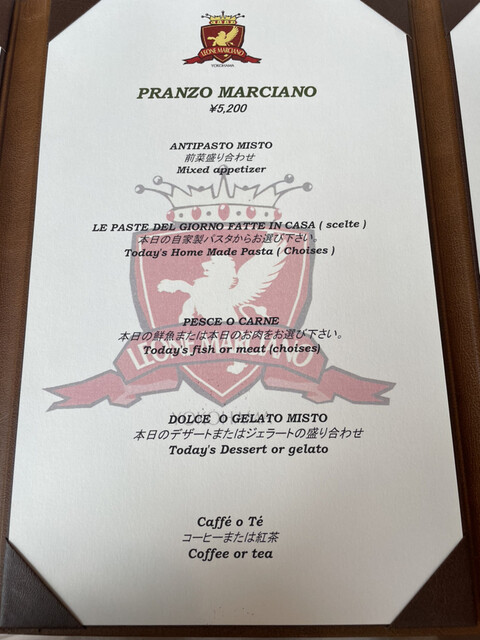 LEONE MARCIANO
YOKOHAMA
PRANZO MARCIANO
¥5,200
ANTIPASTO MISTO
前菜盛り合わせ
Mixed appetizer
LE PASTE DEL GIORNO FATTE IN CASA ( scelte )
本日の自家製パスタからお選び下さい。
Today's Home Made Pasta ( Choises )
PESCE O CARNE
本日の鮮魚または本日のお肉をお選び下さい。
Today's fish or meat (choises)
LEONE MARCIANO
YOKOHAMA
DOLCE O GELATO MISTO
本日のデザートまたはジェラートの盛り合わせ
Today's Dessert or gelato
Caffé o Té
コーヒーまたは紅茶
Coffee or tea